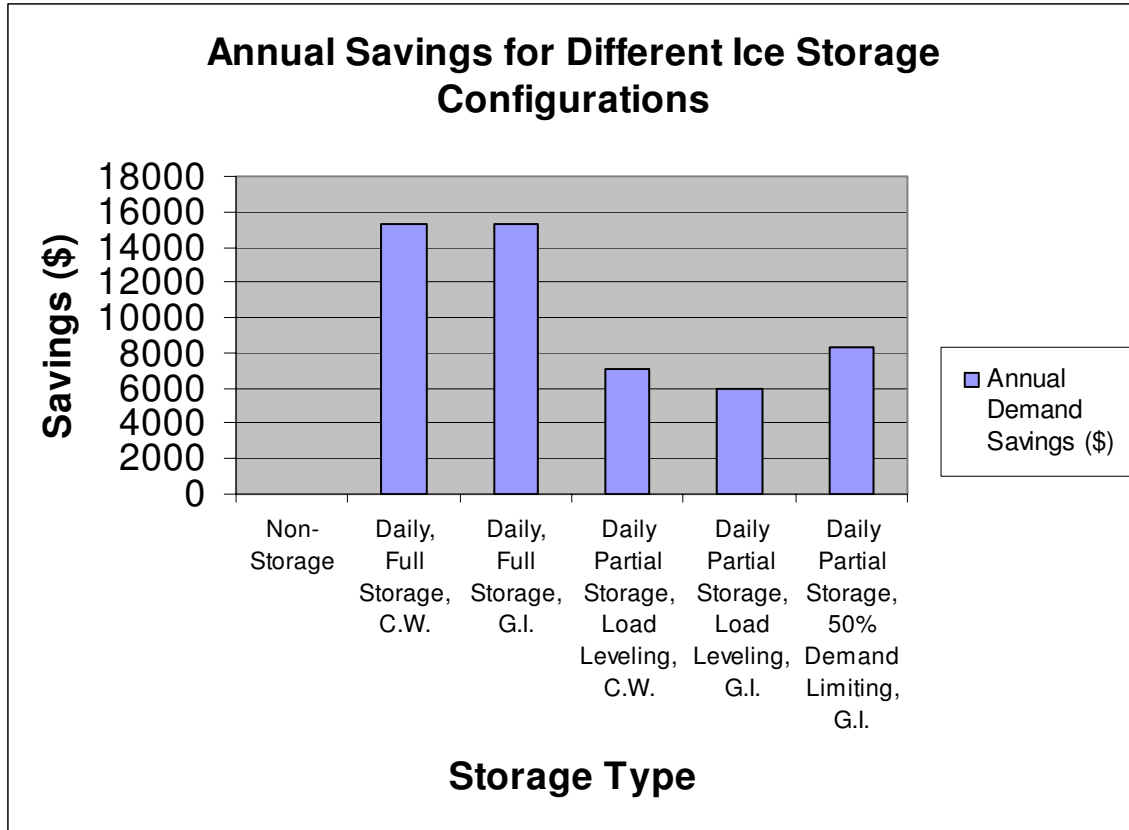 Annual Savings for Different Ice Storage
Configurations
Savings ($)
18000
16000
14000
12000
10000
8000
6000
4000
2000
0
Non-
Storage
Daily,
Full
Storage,
C.W.
Daily, Full
Storage,
G.I.
Daily
Partial
Storage,
Load
Leveling,
C.W.
Daily
Partial
Storage,
Load
Leveling,
G.I.
Daily
Partial
Storage,
50%
Demand
Limiting,
G.I.
Storage Type
Annual
Demand
Savings ($)